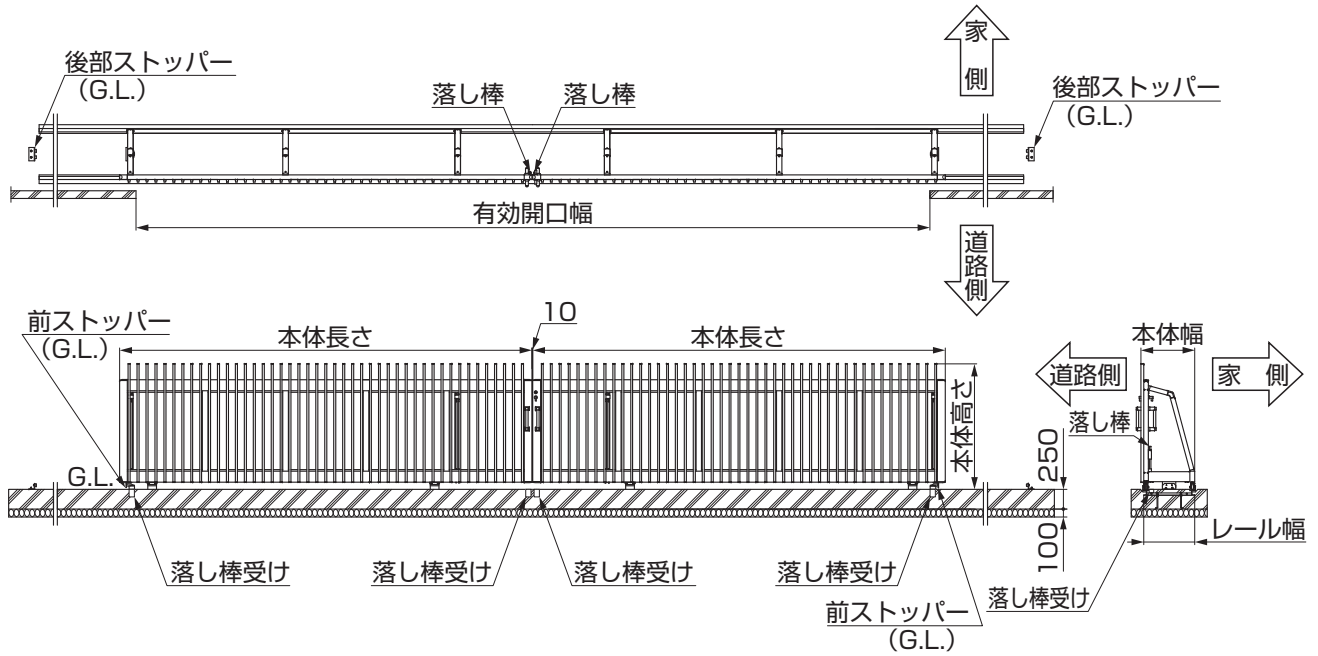 家
側
後部ストッパー
(G.L.)
落し棒
落し棒
後部ストッパー
(G.L.)
有効開口幅
道路側
前ストッパー
(G.L.)
本体長さ
10
本体長さ
本体幅
道路側
家 側
本体高さ
落し棒
250
G.L.
100
レール幅
落し棒受け
落し棒受け
落し棒受け
落し棒受け
落し棒受け
前ストッパー
(G.L.)